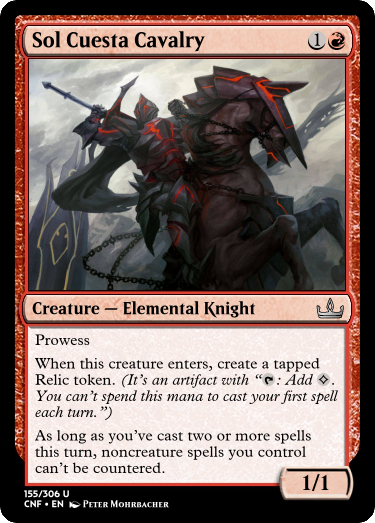 Sol Cuesta Cavalry 1
Creature — Elemental Knight
Prowess
When this creature enters, create a tapped
Relic token. (It's an artifact with “: Add .
You can't spend this mana to cast your first spell
each turn.”)
As long as you've cast two or more spells
this turn, noncreature spells you control
can't be countered.
1/1
155/306 U
CNF • EN Peter Mohrbacher